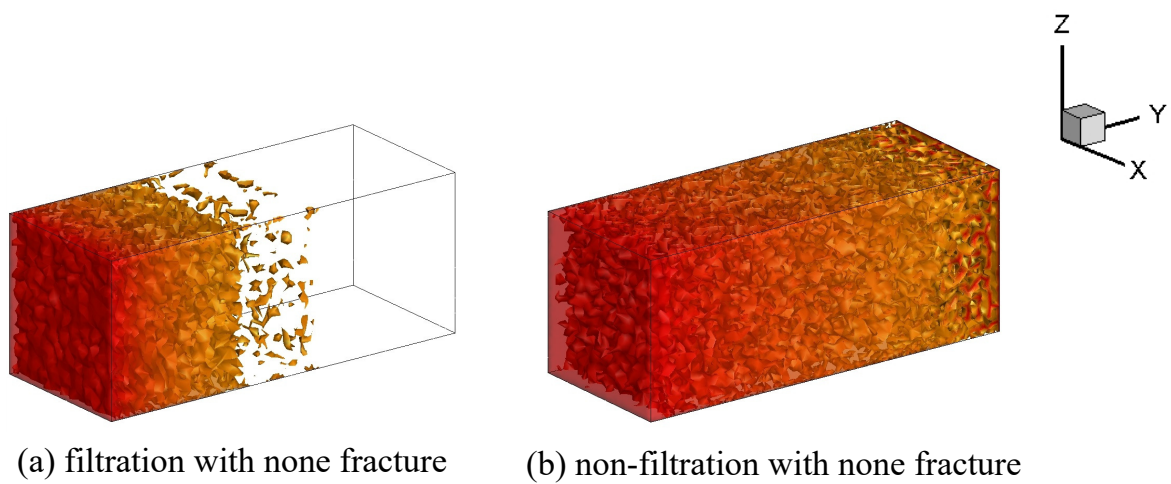 Z
Y
X
(a) filtration with none fracture
(b) non-filtration with none fracture